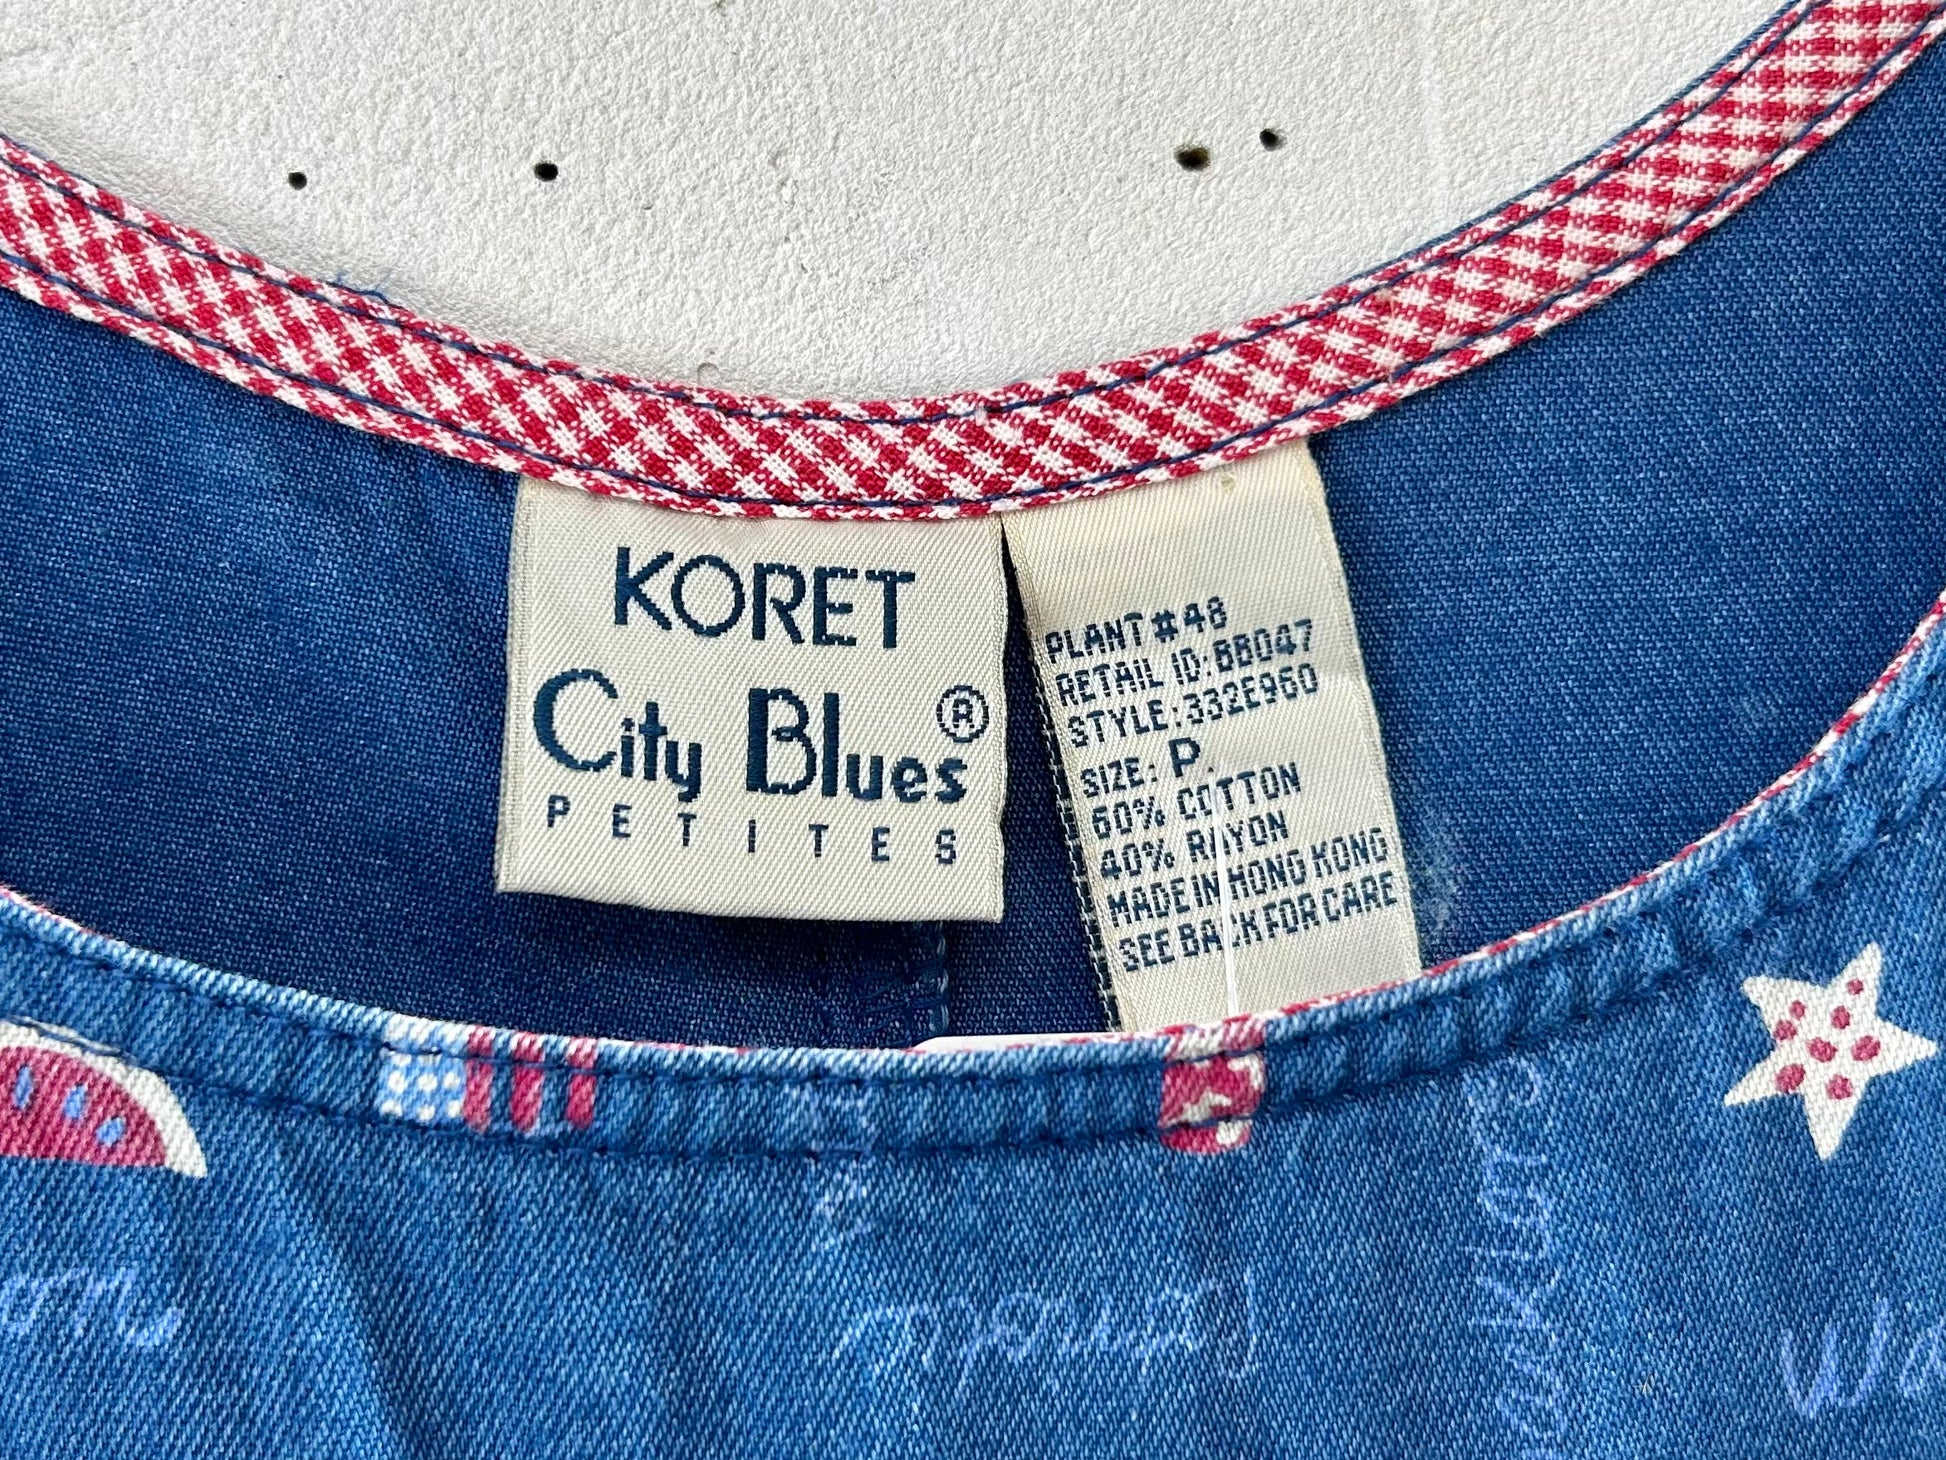 KORET
City Blues®
PETITES
PLANT #48
RETAIL ID: BB047
STYLE: 332E960
SIZE: P.
60% COTTON
40% RAYON
MADE IN HONG KONG
SEE BACK FOR CARE